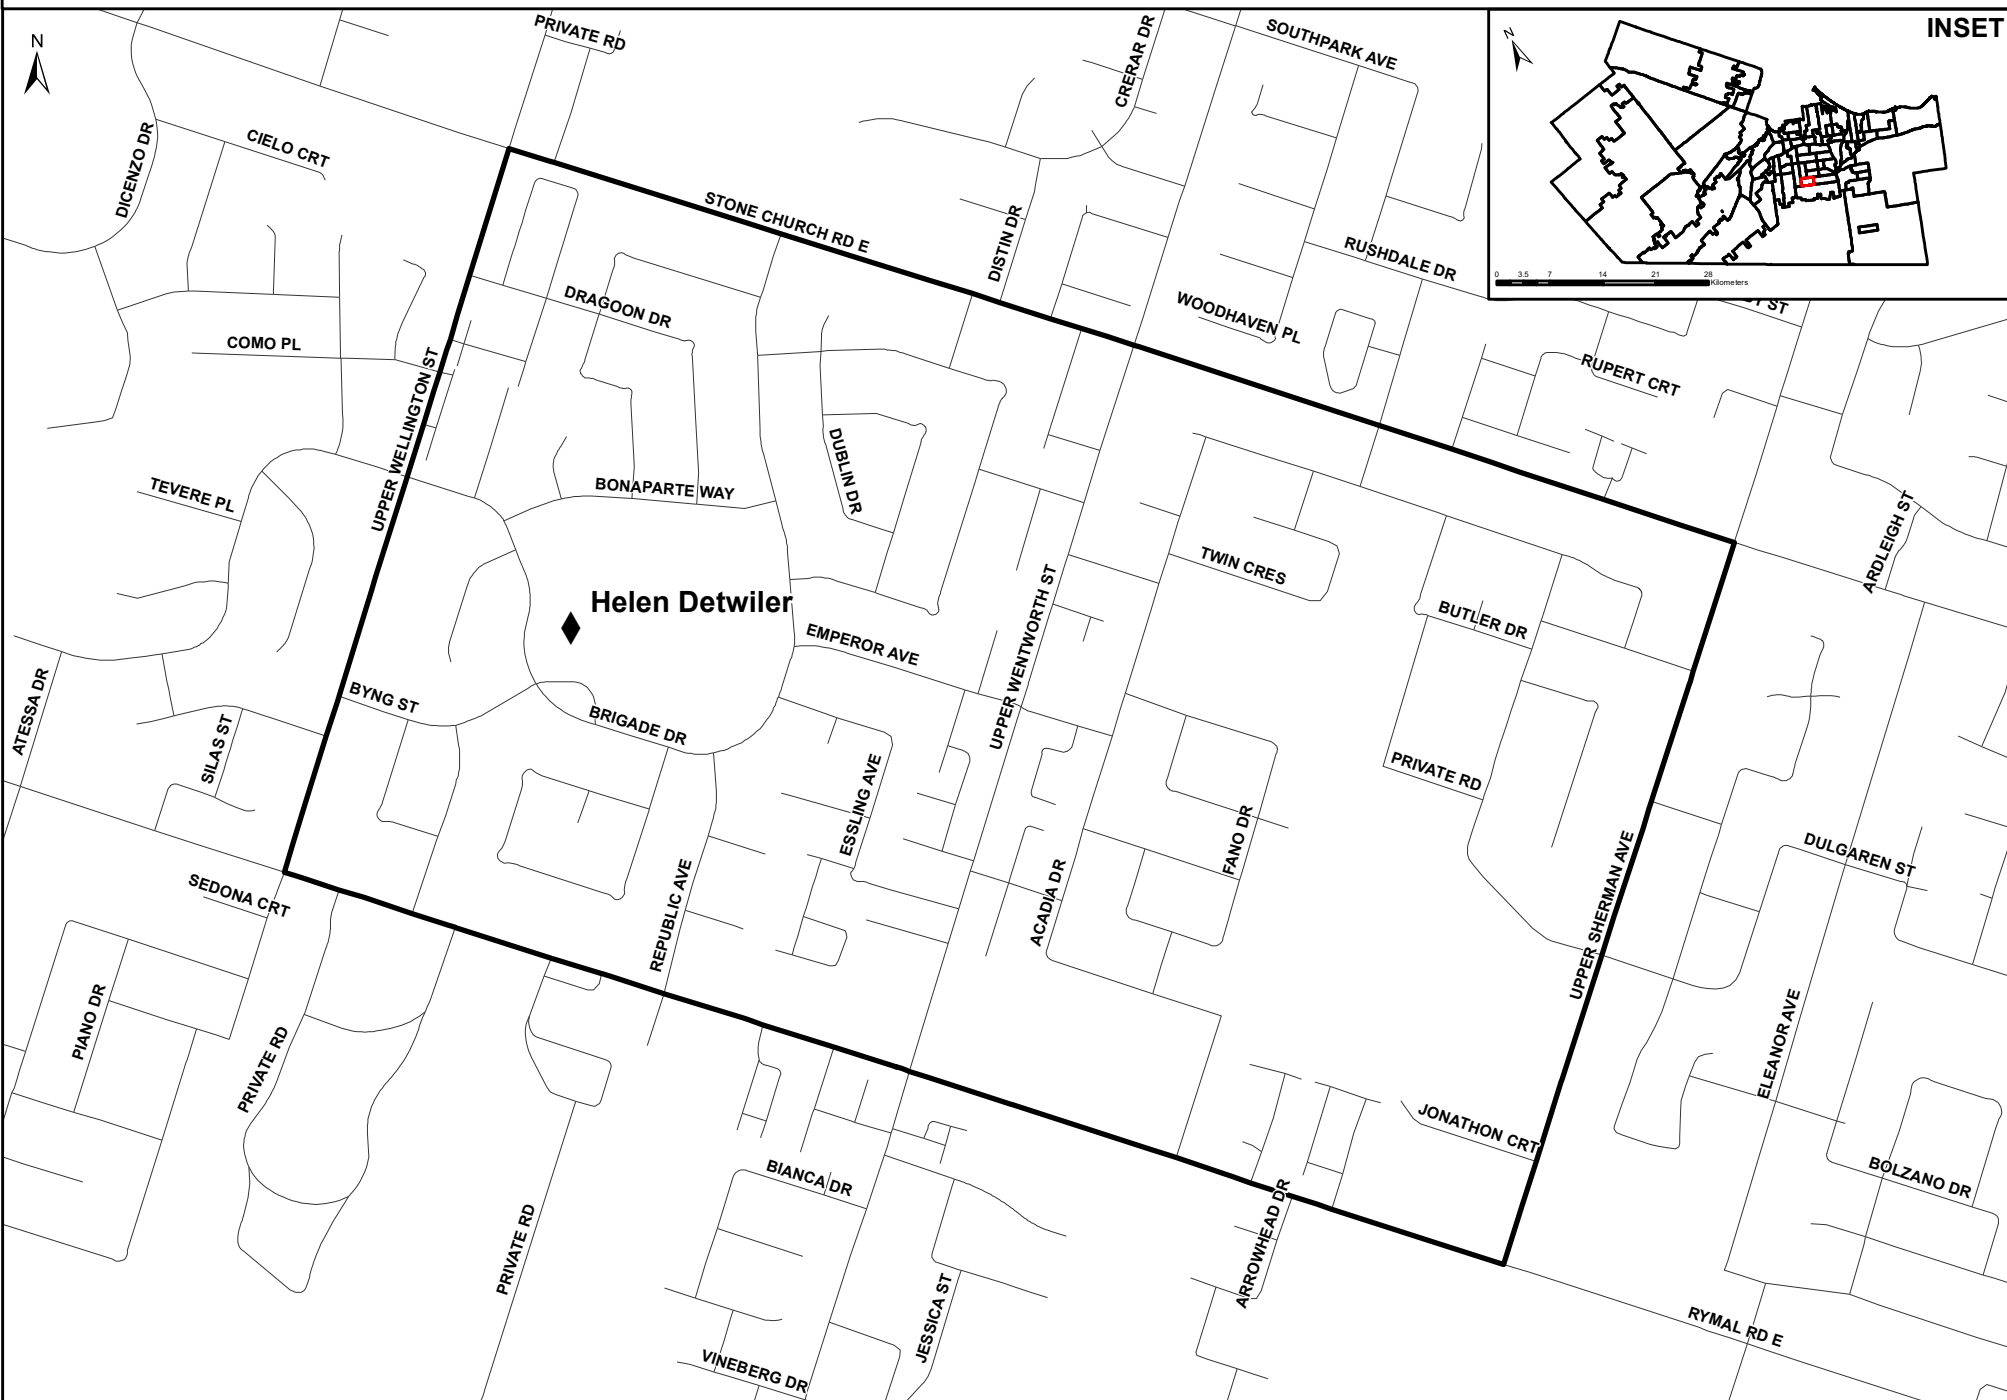 PRIVATE RD
CRERAR DR
SOUTHPARK AVE
INSET
N
N
0 3.5 7 14 21 28
Kilometers
DICENZO DR
CIELO CRT
STONE CHURCH RD E
DISTIN DR
RUSHDALE DR
WOODHAVEN PL
DRAGOON DR
COMO PL
UPPER WELLINGTON ST
RUPERT CRT
TEVERE PL
BONAPARTE WAY
DUBLIN DR
ARDLEIGH ST
TWIN CRES
Helen Detwiler
BUTLER DR
EMPEROR AVE
UPPER WENTWORTH ST
ATESSA DR
BYNG ST
BRIGADE DR
SILAS ST
PRIVATE RD
ESSLING AVE
FANO DR
DULGAREN ST
SEDONA CRT
REPUBLIC AVE
ACADIA DR
UPPER SHERMAN AVE
PIANO DR
PRIVATE RD
ELEANOR AVE
JONATHON CRT
BIANCA DR
BOLZANO DR
PRIVATE RD
ARROWHEAD DR
JESSICA ST
RYMAL RD E
VINEBERG DR